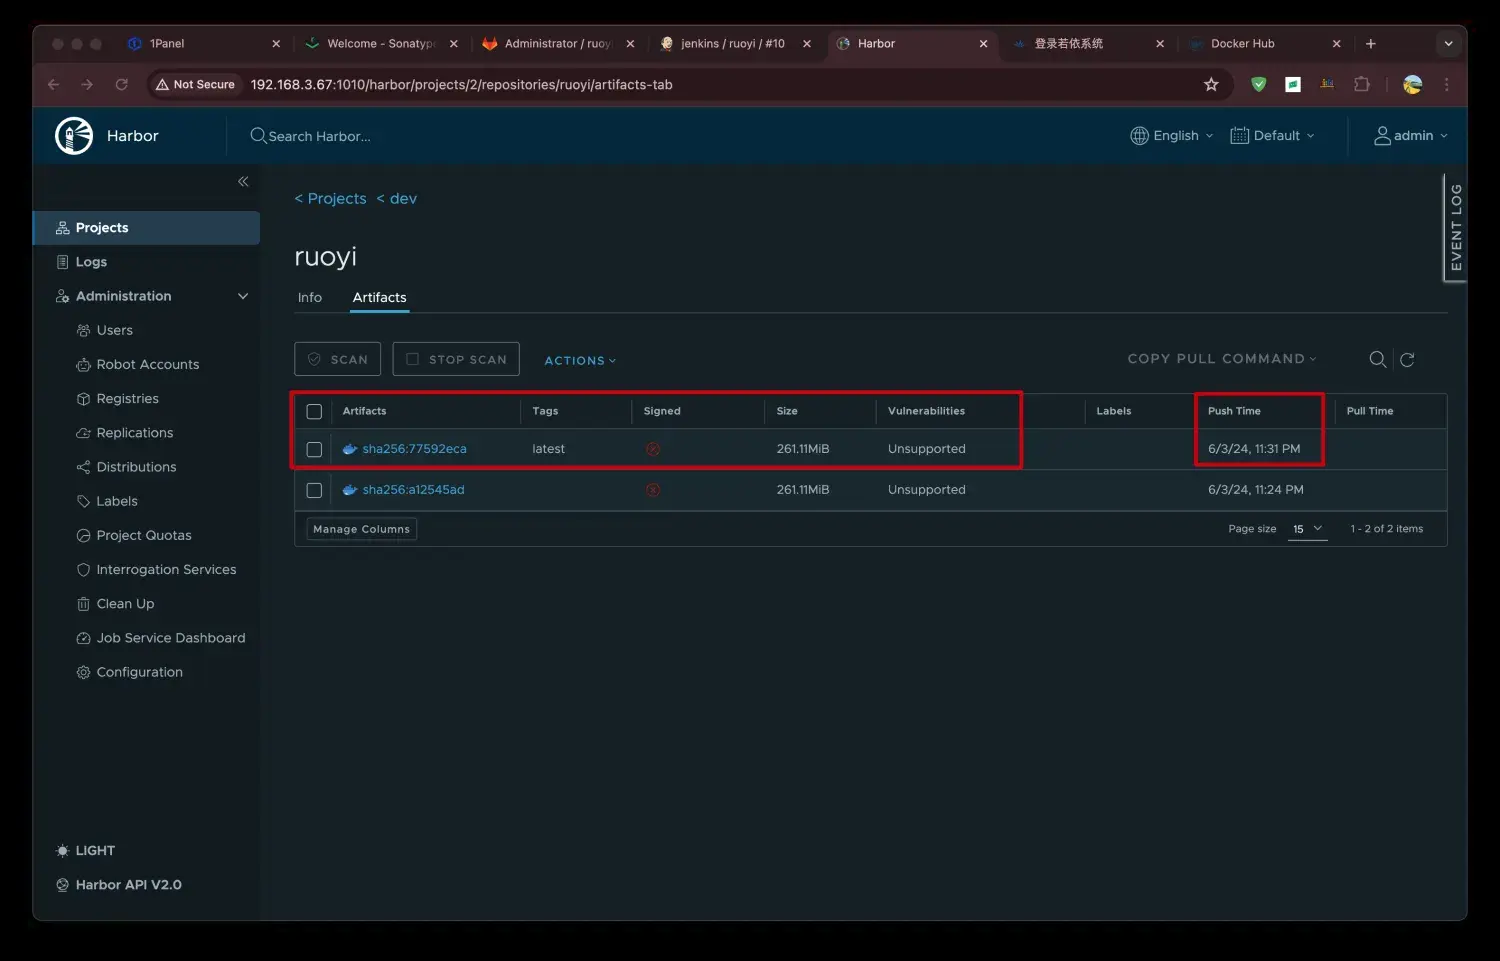 1Panel
Welcome - Sonatype
Administrator / ruoy
jenkins / ruoyi / #10
Harbor
登录若依系统
Docker Hub
Not Secure
192.168.3.67:1010/harbor/projects/2/repositories/ruoyi/artifacts-tab
Harbor
Search Harbor...
English
Default
admin
EVENT LOG
Projects
Logs
Administration
Users
Robot Accounts
Registries
Replications
Distributions
Labels
Project Quotas
Interrogation Services
Clean Up
Job Service Dashboard
Configuration
LIGHT
Harbor API V2.0
< Projects < dev
ruoyi
Info Artifacts
SCAN STOP SCAN ACTIONS COPY PULL COMMAND
Artifacts Tags Signed Size Vulnerabilities Labels Push Time Pull Time
sha256:77592eca latest 261.11MiB Unsupported 6/3/24, 11:31 PM
sha256:a12545ad 261.11MiB Unsupported 6/3/24, 11:24 PM
Manage Columns Page size 15 1 - 2 of 2 items